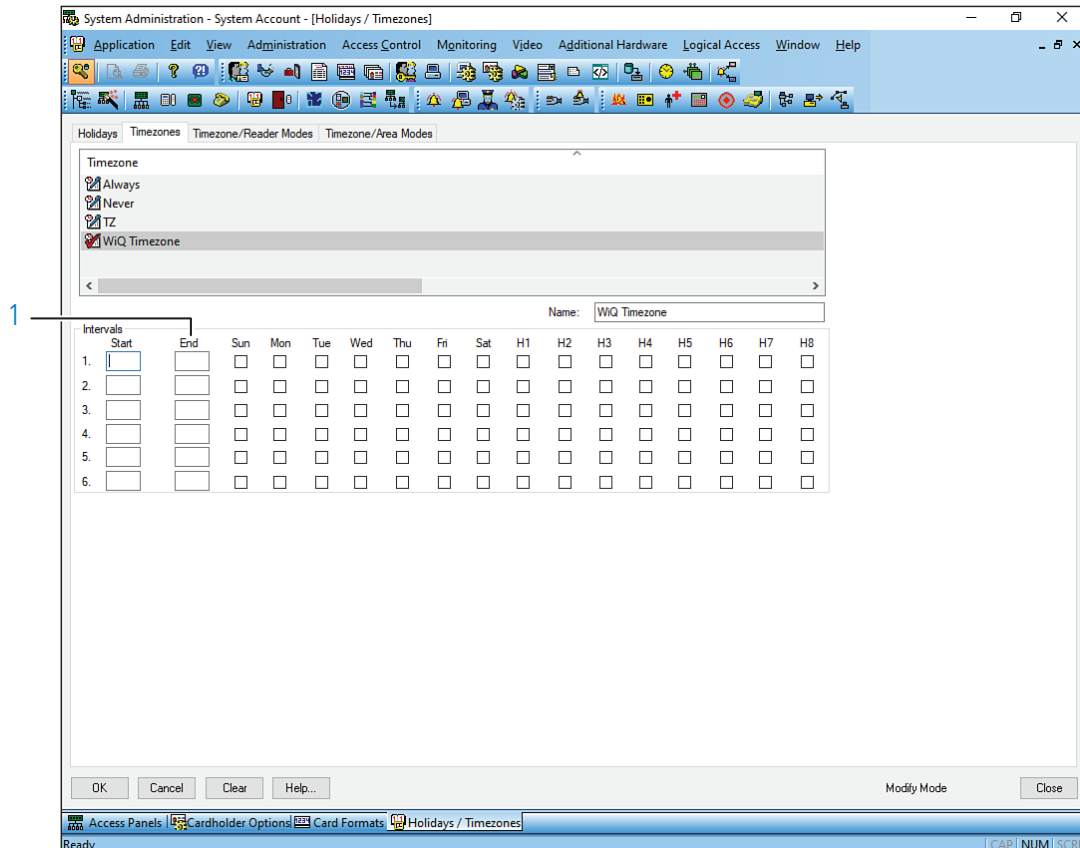 System Administration - System Account - [Holidays / Timezones]
Application Edit View Administration Access Control Monitoring Video Additional Hardware Logical Access Window Help
Holidays Timezones Timezone/Reader Modes Timezone/Area Modes
Timezone
Always
Never
TZ
WiQ Timezone
1
Name: WiQ Timezone
Intervals
Start End Sun Mon Tue Wed Thu Fri Sat H1 H2 H3 H4 H5 H6 H7 H8
1.
2.
3.
4.
5.
6.
OK Cancel Clear Help... Modify Mode Close
Access Panels Cardholder Options Card Formats Holidays / Timezones
Ready CAP NUM SCRL